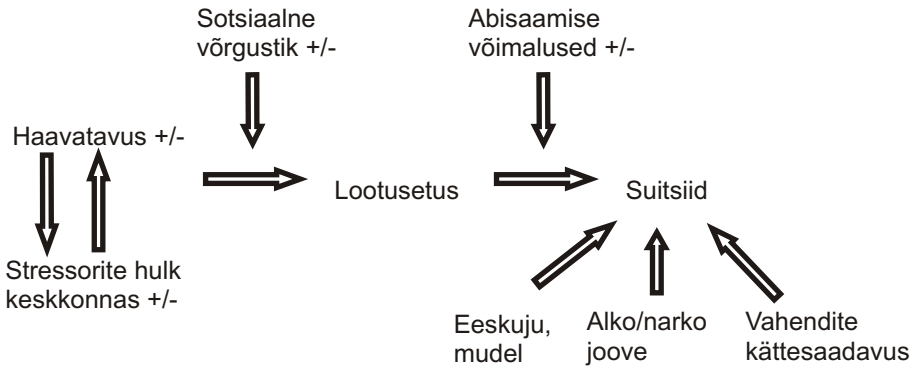 Sotsiaalne
võrgustik +/-
Abisaamise
võimalused +/-
Haavatavus +/-
Lootusetus
Suitsiid
Stressorite hulk
keskkonnas +/-
Eeskuju,
mudel
Alko/narko
joove
Vahendite
kättesaadavus